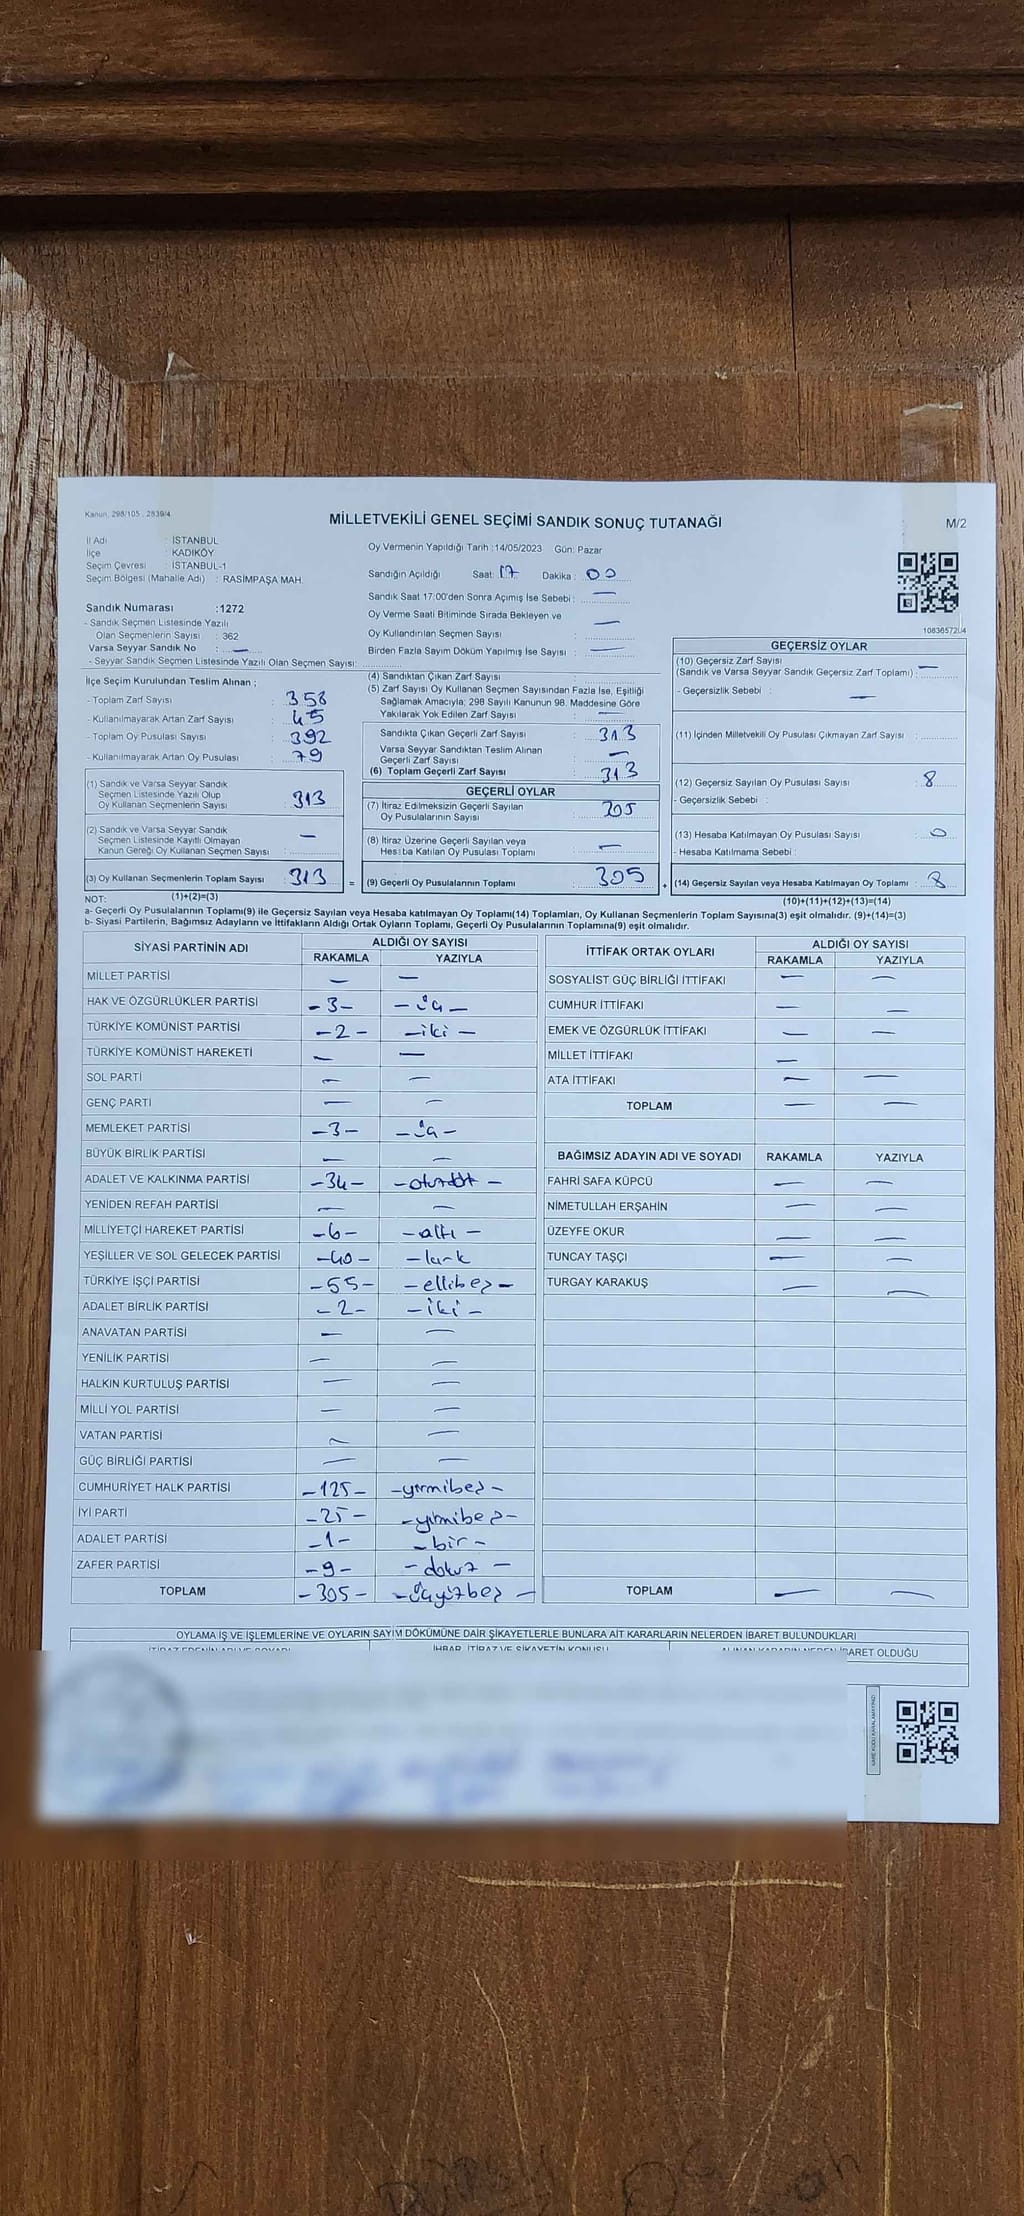 Kanun, 298/105 , 2839/4
MİLLETVEKİLİ GENEL SEÇİMİ SANDIK SONUÇ TUTANAĞI
M/2
İl Adı : İSTANBUL
İlçe : KADIKÖY
Seçim Çevresi : İSTANBUL-1
Seçim Bölgesi (Mahalle Adı) : RASİMPAŞA MAH.
Sandık Numarası :1272
- Sandık Seçmen Listesinde Yazılı
Olan Seçmenlerin Sayısı : 362
Varsa Seyyar Sandık No : —
- Seyyar Sandık Seçmen Listesinde Yazılı Olan Seçmen Sayısı:
Oy Vermenin Yapıldığı Tarih :14/05/2023 Gün: Pazar
Sandığın Açıldığı Saat: 17 Dakika : 00
Sandık Saat 17:00'den Sonra Açımış İse Sebebi : —
Oy Verme Saati Bitiminde Sırada Bekleyen ve
Oy Kullandırılan Seçmen Sayısı : —
Birden Fazla Sayım Döküm Yapılmış İse Sayısı : —
İlçe Seçim Kurulundan Teslim Alınan ;
- Toplam Zarf Sayısı : 358
- Kullanılmayarak Artan Zarf Sayısı : 45
- Toplam Oy Pusulası Sayısı : 392
- Kullanılmayarak Artan Oy Pusulası : 79
(1) Sandık ve Varsa Seyyar Sandık
Seçmen Listesinde Yazılı Olup
Oy Kullanan Seçmenlerin Sayısı : 313
(2) Sandık ve Varsa Seyyar Sandık
Seçmen Listesinde Kayıtlı Olmayan
Kanun Gereği Oy Kullanan Seçmen Sayısı : —
(3) Oy Kullanan Seçmenlerin Toplam Sayısı : 313
(1)+(2)=(3)
(4) Sandıktan Çıkan Zarf Sayısı :
(5) Zarf Sayısı Oy Kullanan Seçmen Sayısından Fazla İse, Eşitliği
Sağlamak Amacıyla; 298 Sayılı Kanunun 98. Maddesine Göre
Yakılarak Yok Edilen Zarf Sayısı : —
Sandıkta Çıkan Geçerli Zarf Sayısı : 313
Varsa Seyyar Sandıktan Teslim Alınan
Geçerli Zarf Sayısı : —
(6) Toplam Geçerli Zarf Sayısı : 313
GEÇERLİ OYLAR
(7) İtiraz Edilmeksizin Geçerli Sayılan
Oy Pusulalarının Sayısı : 305
(8) İtiraz Üzerine Geçerli Sayılan veya
Hesaba Katılan Oy Pusulası Toplamı : —
= (9) Geçerli Oy Pusulalarının Toplamı : 305
1083657204
GEÇERSİZ OYLAR
(10) Geçersiz Zarf Sayısı
(Sandık ve Varsa Seyyar Sandık Geçersiz Zarf Toplamı) : —
- Geçersizlik Sebebi : —
(11) İçinden Milletvekili Oy Pusulası Çıkmayan Zarf Sayısı :
(12) Geçersiz Sayılan Oy Pusulası Sayısı : 8
- Geçersizlik Sebebi :
(13) Hesaba Katılmayan Oy Pusulası Sayısı : 0
- Hesaba Katılmama Sebebi :
+ (14) Geçersiz Sayılan veya Hesaba Katılmayan Oy Toplamı : 8
(10)+(11)+(12)+(13)=(14)
NOT:
a- Geçerli Oy Pusulalarının Toplamı(9) ile Geçersiz Sayılan veya Hesaba katılmayan Oy Toplamı(14) Toplamları, Oy Kullanan Seçmenlerin Toplam Sayısına(3) eşit olmalıdır. (9)+(14)=(3)
b- Siyasi Partilerin, Bağımsız Adayların ve İttifakların Aldığı Ortak Oyların Toplamı, Geçerli Oy Pusulalarının Toplamına(9) eşit olmalıdır.
SİYASİ PARTİNİN ADI ALDIĞI OY SAYISI
RAKAMLA YAZIYLA
MİLLET PARTİSİ — —
HAK VE ÖZGÜRLÜKLER PARTİSİ -3- -üç-
TÜRKİYE KOMÜNİST PARTİSİ -2- -iki-
TÜRKİYE KOMÜNİST HAREKETİ — —
SOL PARTİ — —
GENÇ PARTİ — —
MEMLEKET PARTİSİ -3- -üç-
BÜYÜK BİRLİK PARTİSİ — —
ADALET VE KALKINMA PARTİSİ -34- -otuzdört-
YENİDEN REFAH PARTİSİ — —
MİLLİYETÇİ HAREKET PARTİSİ -6- -altı-
YEŞİLLER VE SOL GELECEK PARTİSİ -40- -kırk
TÜRKİYE İŞÇİ PARTİSİ -55- -ellibeş-
ADALET BİRLİK PARTİSİ -2- -iki-
ANAVATAN PARTİSİ — —
YENİLİK PARTİSİ — —
HALKIN KURTULUŞ PARTİSİ — —
MİLLİ YOL PARTİSİ — —
VATAN PARTİSİ — —
GÜÇ BİRLİĞİ PARTİSİ — —
CUMHURİYET HALK PARTİSİ -125- -yirmibeş-
İYİ PARTİ -25- -yirmibeş-
ADALET PARTİSİ -1- -bir-
ZAFER PARTİSİ -9- -dokuz-
TOPLAM -305- -üçyüzbeş-
İTTİFAK ORTAK OYLARI ALDIĞI OY SAYISI
RAKAMLA YAZIYLA
SOSYALİST GÜÇ BİRLİĞİ İTTİFAKI — —
CUMHUR İTTİFAKI — —
EMEK VE ÖZGÜRLÜK İTTİFAKI — —
MİLLET İTTİFAKI —
ATA İTTİFAKI — —
TOPLAM — —
BAĞIMSIZ ADAYIN ADI VE SOYADI RAKAMLA YAZIYLA
FAHRİ SAFA KÜPCÜ — —
NİMETULLAH ERŞAHİN — —
ÜZEYFE OKUR — —
TUNCAY TAŞÇI — —
TURGAY KARAKUŞ — —
TOPLAM — —
OYLAMA İŞ VE İŞLEMLERİNE VE OYLARIN SAYIM DÖKÜMÜNE DAİR ŞİKAYETLERLE BUNLARA AİT KARARLARIN NELERDEN İBARET BULUNDUKLARI
İTİRAZ EDENİN ADI VE SOYADI İHBAR, İTİRAZ VE ŞİKAYETİN KONUSU ALINAN KARARIN NEDEN İBARET OLDUĞU